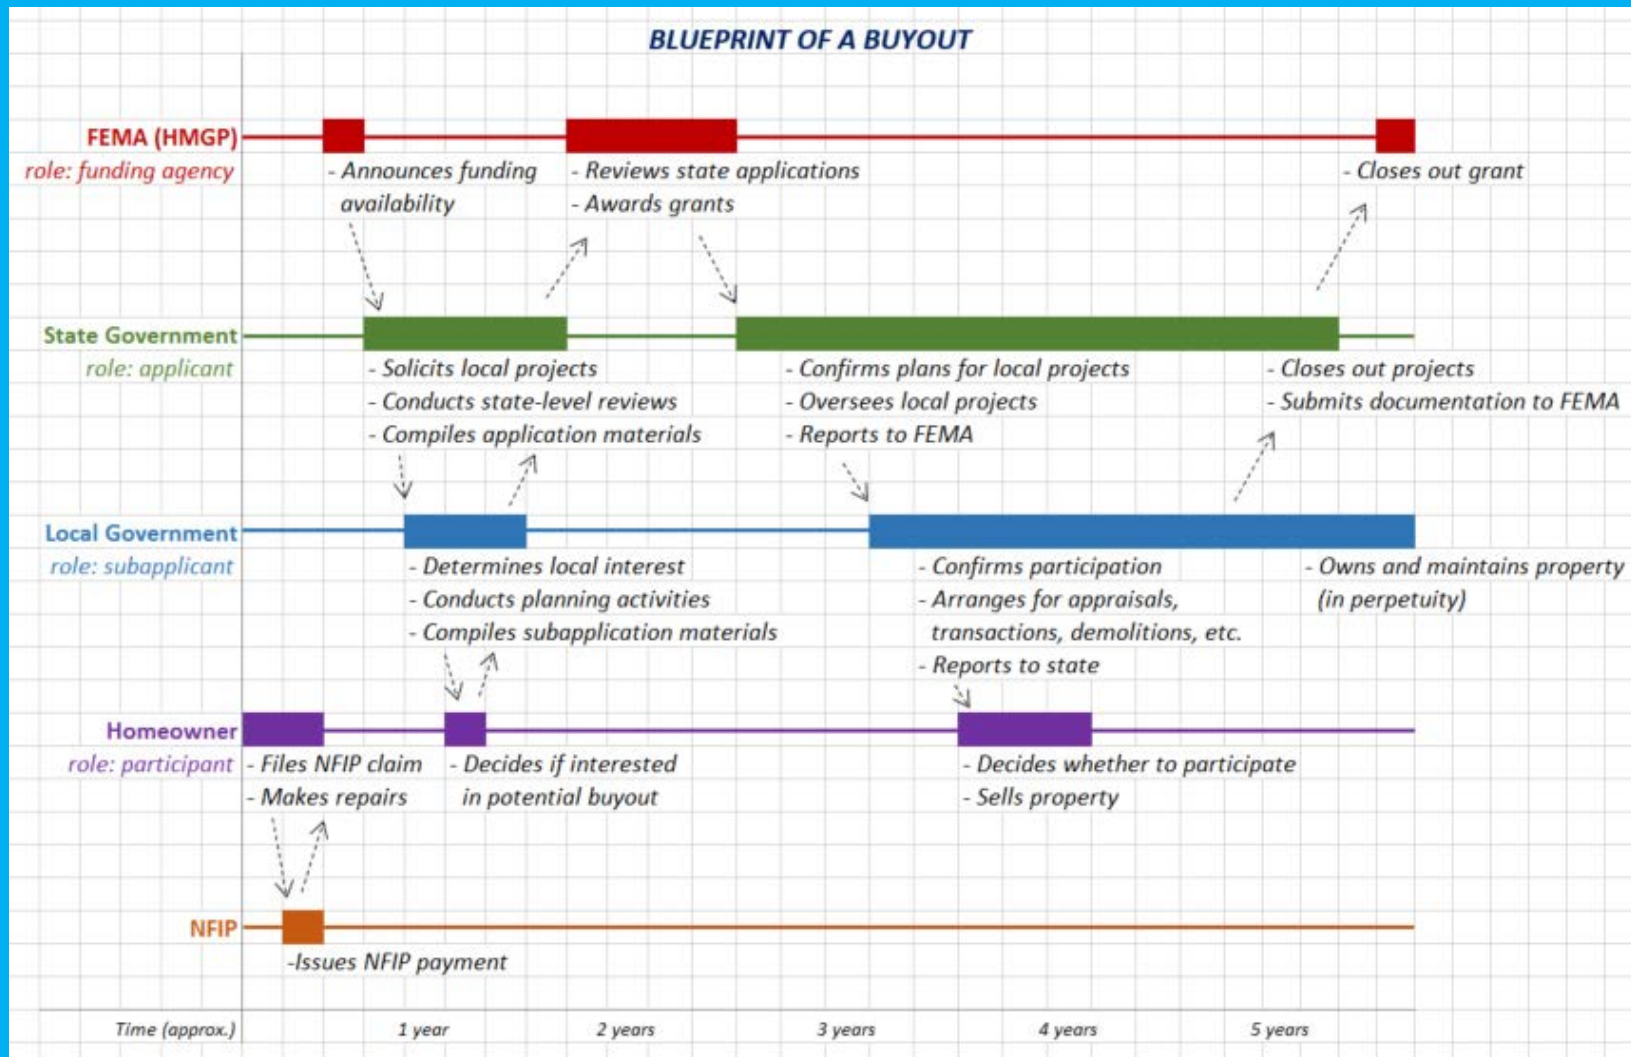 BLUEPRINT OF A BUYOUT
FEMA (HMGP)
role: funding agency
- Announces funding
availability
- Reviews state applications
- Awards grants
- Closes out grant
State Government
role: applicant
- Solicits local projects
- Conducts state-level reviews
- Compiles application materials
- Confirms plans for local projects
- Oversees local projects
- Reports to FEMA
- Closes out projects
- Submits documentation to FEMA
Local Government
role: subapplicant
- Determines local interest
- Conducts planning activities
- Compiles subapplication materials
- Confirms participation
- Arranges for appraisals,
transactions, demolitions, etc.
- Reports to state
- Owns and maintains property
(in perpetuity)
Homeowner
role: participant
- Files NFIP claim
- Makes repairs
- Decides if interested
in potential buyout
- Decides whether to participate
- Sells property
NFIP
-Issues NFIP payment
Time (approx.)
1 year
2 years
3 years
4 years
5 years